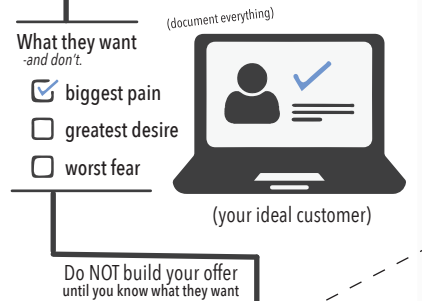 (document everything)
What they want
-and don't.
biggest pain
greatest desire
worst fear
(your ideal customer)
Do NOT build your offer
until you know what they want